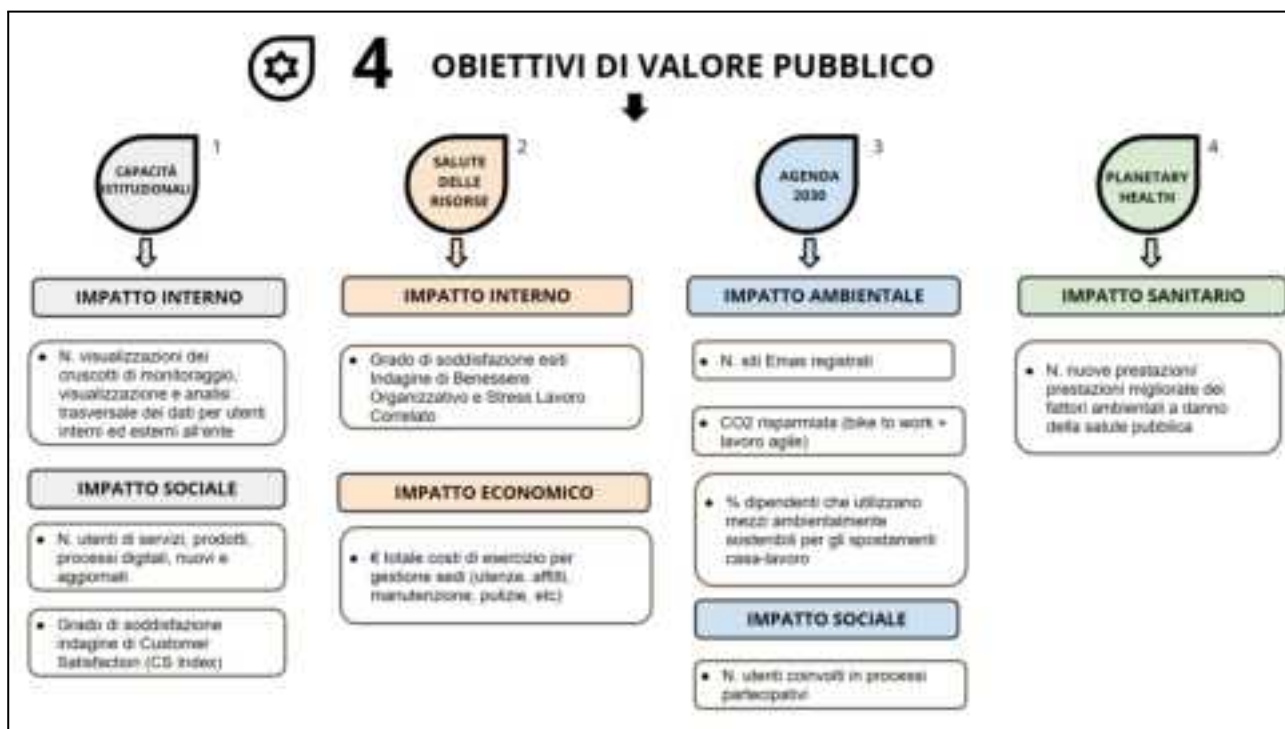 4 OBIETTIVI DI VALORE PUBBLICO
1
CAPACITÀ
ISTITUZIONALI
IMPATTO INTERNO
• N. visualizzazioni dei
cruscotti di monitoraggio,
visualizzazione e analisi
trasversale dei dati per utenti
interni ed esterni all'ente
IMPATTO SOCIALE
• N. utenti di servizi, prodotti,
processi digitali, nuovi e
aggiornati
• Grado di soddisfazione
indagine di Customer
Satisfaction (CS Index)
2
SALUTE
DELLE
RISORSE
IMPATTO INTERNO
• Grado di soddisfazione esiti
Indagine di Benessere
Organizzativo e Stress Lavoro
Correlato
IMPATTO ECONOMICO
• € totale costi di esercizio per
gestione sedi (utenze, affitti,
manutenzione, pulizie, etc)
3
AGENDA
2030
IMPATTO AMBIENTALE
• N. siti Emas registrati
• CO2 risparmiata (bike to work +
lavoro agile)
• % dipendenti che utilizzano
mezzi ambientalmente
sostenibili per gli spostamenti
casa-lavoro
IMPATTO SOCIALE
• N. utenti coinvolti in processi
partecipativi
4
PLANETARY
HEALTH
IMPATTO SANITARIO
• N. nuove prestazioni/
prestazioni migliorate dei
fattori ambientali a danno
della salute pubblica